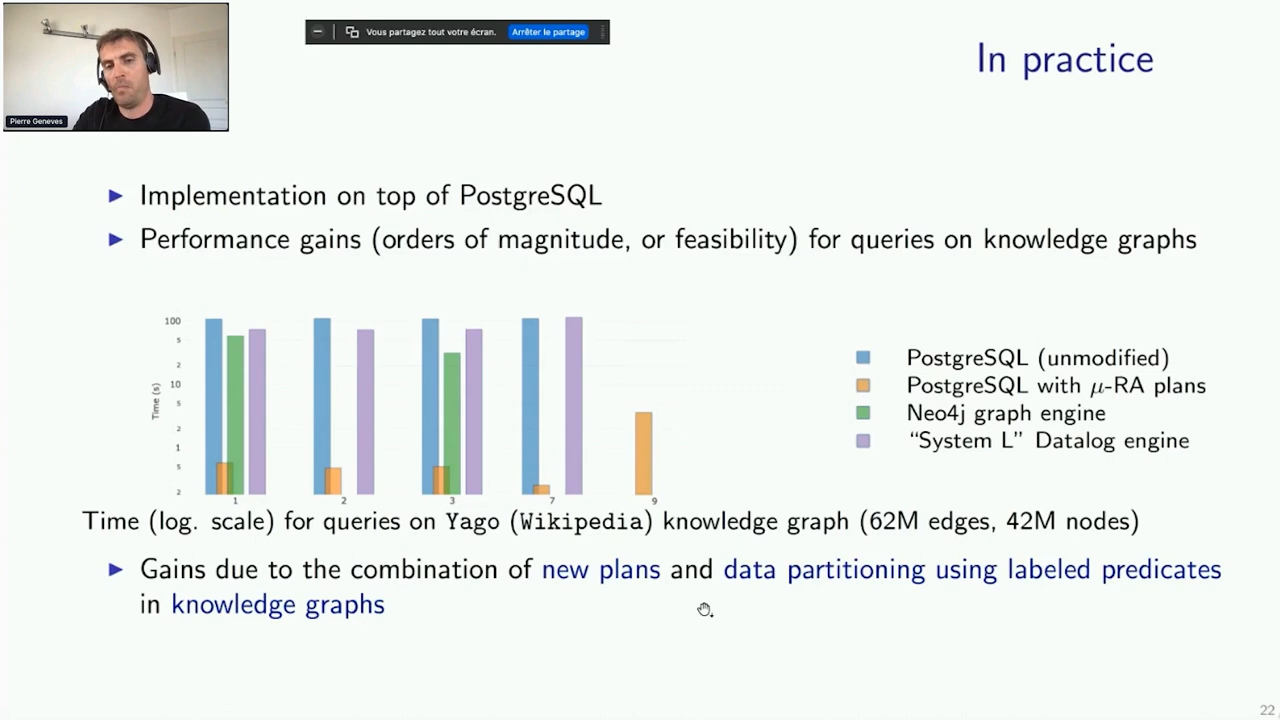 Vous partagez tout votre écran. Arrêter le partage
In practice
Pierre Geneves
▶ Implementation on top of PostgreSQL
▶ Performance gains (orders of magnitude, or feasibility) for queries on knowledge graphs
100
5
2
10
5
2
1
5
2
Time (s)
1 2 3 7 9
PostgreSQL (unmodified)
PostgreSQL with μ-RA plans
Neo4j graph engine
“System L” Datalog engine
Time (log. scale) for queries on Yago (Wikipedia) knowledge graph (62M edges, 42M nodes)
▶ Gains due to the combination of new plans and data partitioning using labeled predicates
in knowledge graphs
22